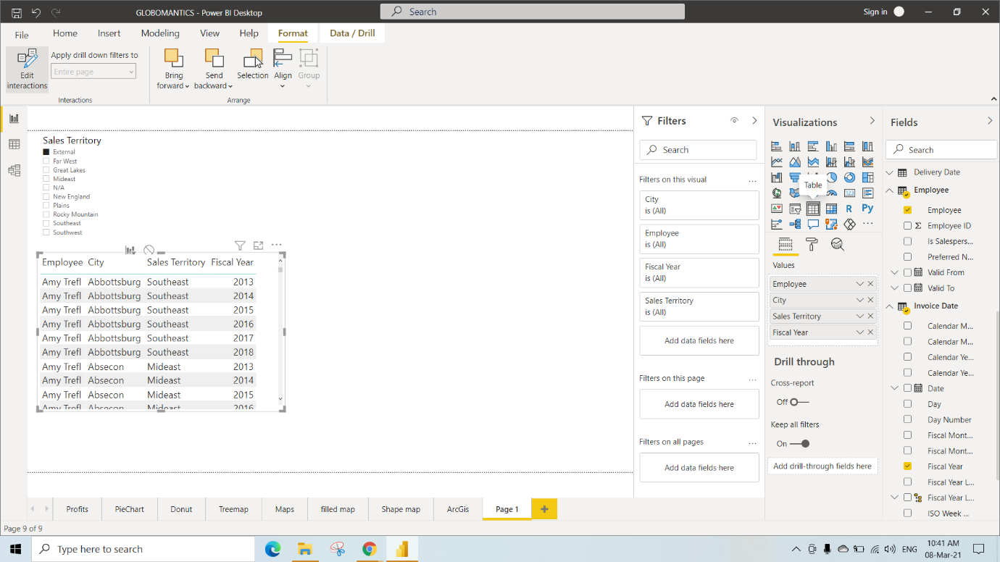 GLOBOMANTICS - Power BI Desktop
Search
Sign in
File
Home
Insert
Modeling
View
Help
Format
Data / Drill
Edit
interactions
Apply drill down filters to
Entire page
Interactions
Bring
forward
Send
backward
Selection
Align
Group
Arrange
Sales Territory
External
Far West
Great Lakes
Mideast
N/A
New England
Plains
Rocky Mountain
Southeast
Southwest
Employee City Sales Territory Fiscal Year
Amy Trefl Abbottsburg Southeast 2013
Amy Trefl Abbottsburg Southeast 2014
Amy Trefl Abbottsburg Southeast 2015
Amy Trefl Abbottsburg Southeast 2016
Amy Trefl Abbottsburg Southeast 2017
Amy Trefl Abbottsburg Southeast 2018
Amy Trefl Absecon Mideast 2013
Amy Trefl Absecon Mideast 2014
Amy Trefl Absecon Mideast 2015
Amy Trefl Absecon Mideast 2016
Filters
Search
Filters on this visual ...
City
is (All)
Employee
is (All)
Fiscal Year
is (All)
Sales Territory
is (All)
Add data fields here
Filters on this page ...
Add data fields here
Filters on all pages ...
Add data fields here
Visualizations
Table
123
R
Py
...
Values
Employee
City
Sales Territory
Fiscal Year
Drill through
Cross-report
Off
Keep all filters
On
Add drill-through fields here
Fields
Search
Delivery Date
Employee
Employee
Σ Employee ID
Is Salespers...
Preferred N...
Valid From
Valid To
Invoice Date
Calendar M...
Calendar M...
Calendar Ye...
Calendar Ye...
Date
Day
Day Number
Fiscal Mont...
Fiscal Mont...
Fiscal Year
Fiscal Year L...
Fiscal Year L...
ISO Week ...
Profits
PieChart
Donut
Treemap
Maps
filled map
Shape map
ArcGis
Page 1
+
Page 9 of 9
Type here to search
ENG
10:41 AM
08-Mar-21